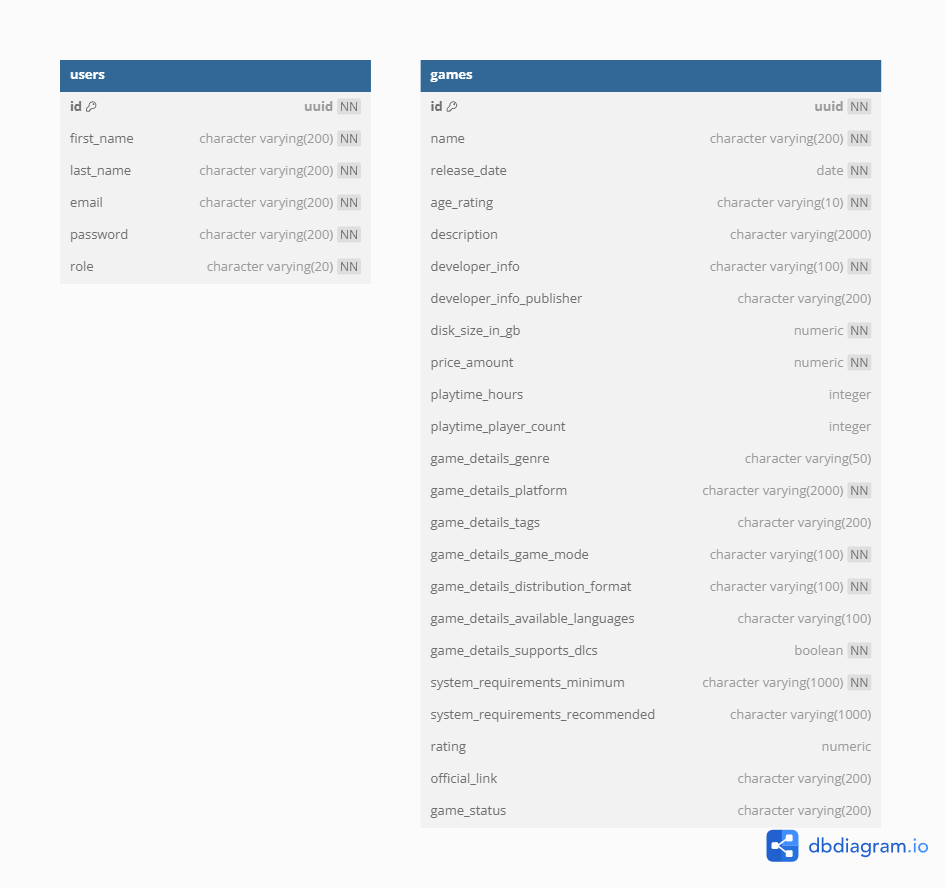 users
id uuid NN
first_name character varying(200) NN
last_name character varying(200) NN
email character varying(200) NN
password character varying(200) NN
role character varying(20) NN
games
id uuid NN
name character varying(200) NN
release_date date NN
age_rating character varying(10) NN
description character varying(2000)
developer_info character varying(100) NN
developer_info_publisher character varying(200)
disk_size_in_gb numeric NN
price_amount numeric NN
playtime_hours integer
playtime_player_count integer
game_details_genre character varying(50)
game_details_platform character varying(2000) NN
game_details_tags character varying(200)
game_details_game_mode character varying(100) NN
game_details_distribution_format character varying(100) NN
game_details_available_languages character varying(100)
game_details_supports_dlcs boolean NN
system_requirements_minimum character varying(1000) NN
system_requirements_recommended character varying(1000)
rating numeric
official_link character varying(200)
game_status character varying(200)
dbdiagram.io